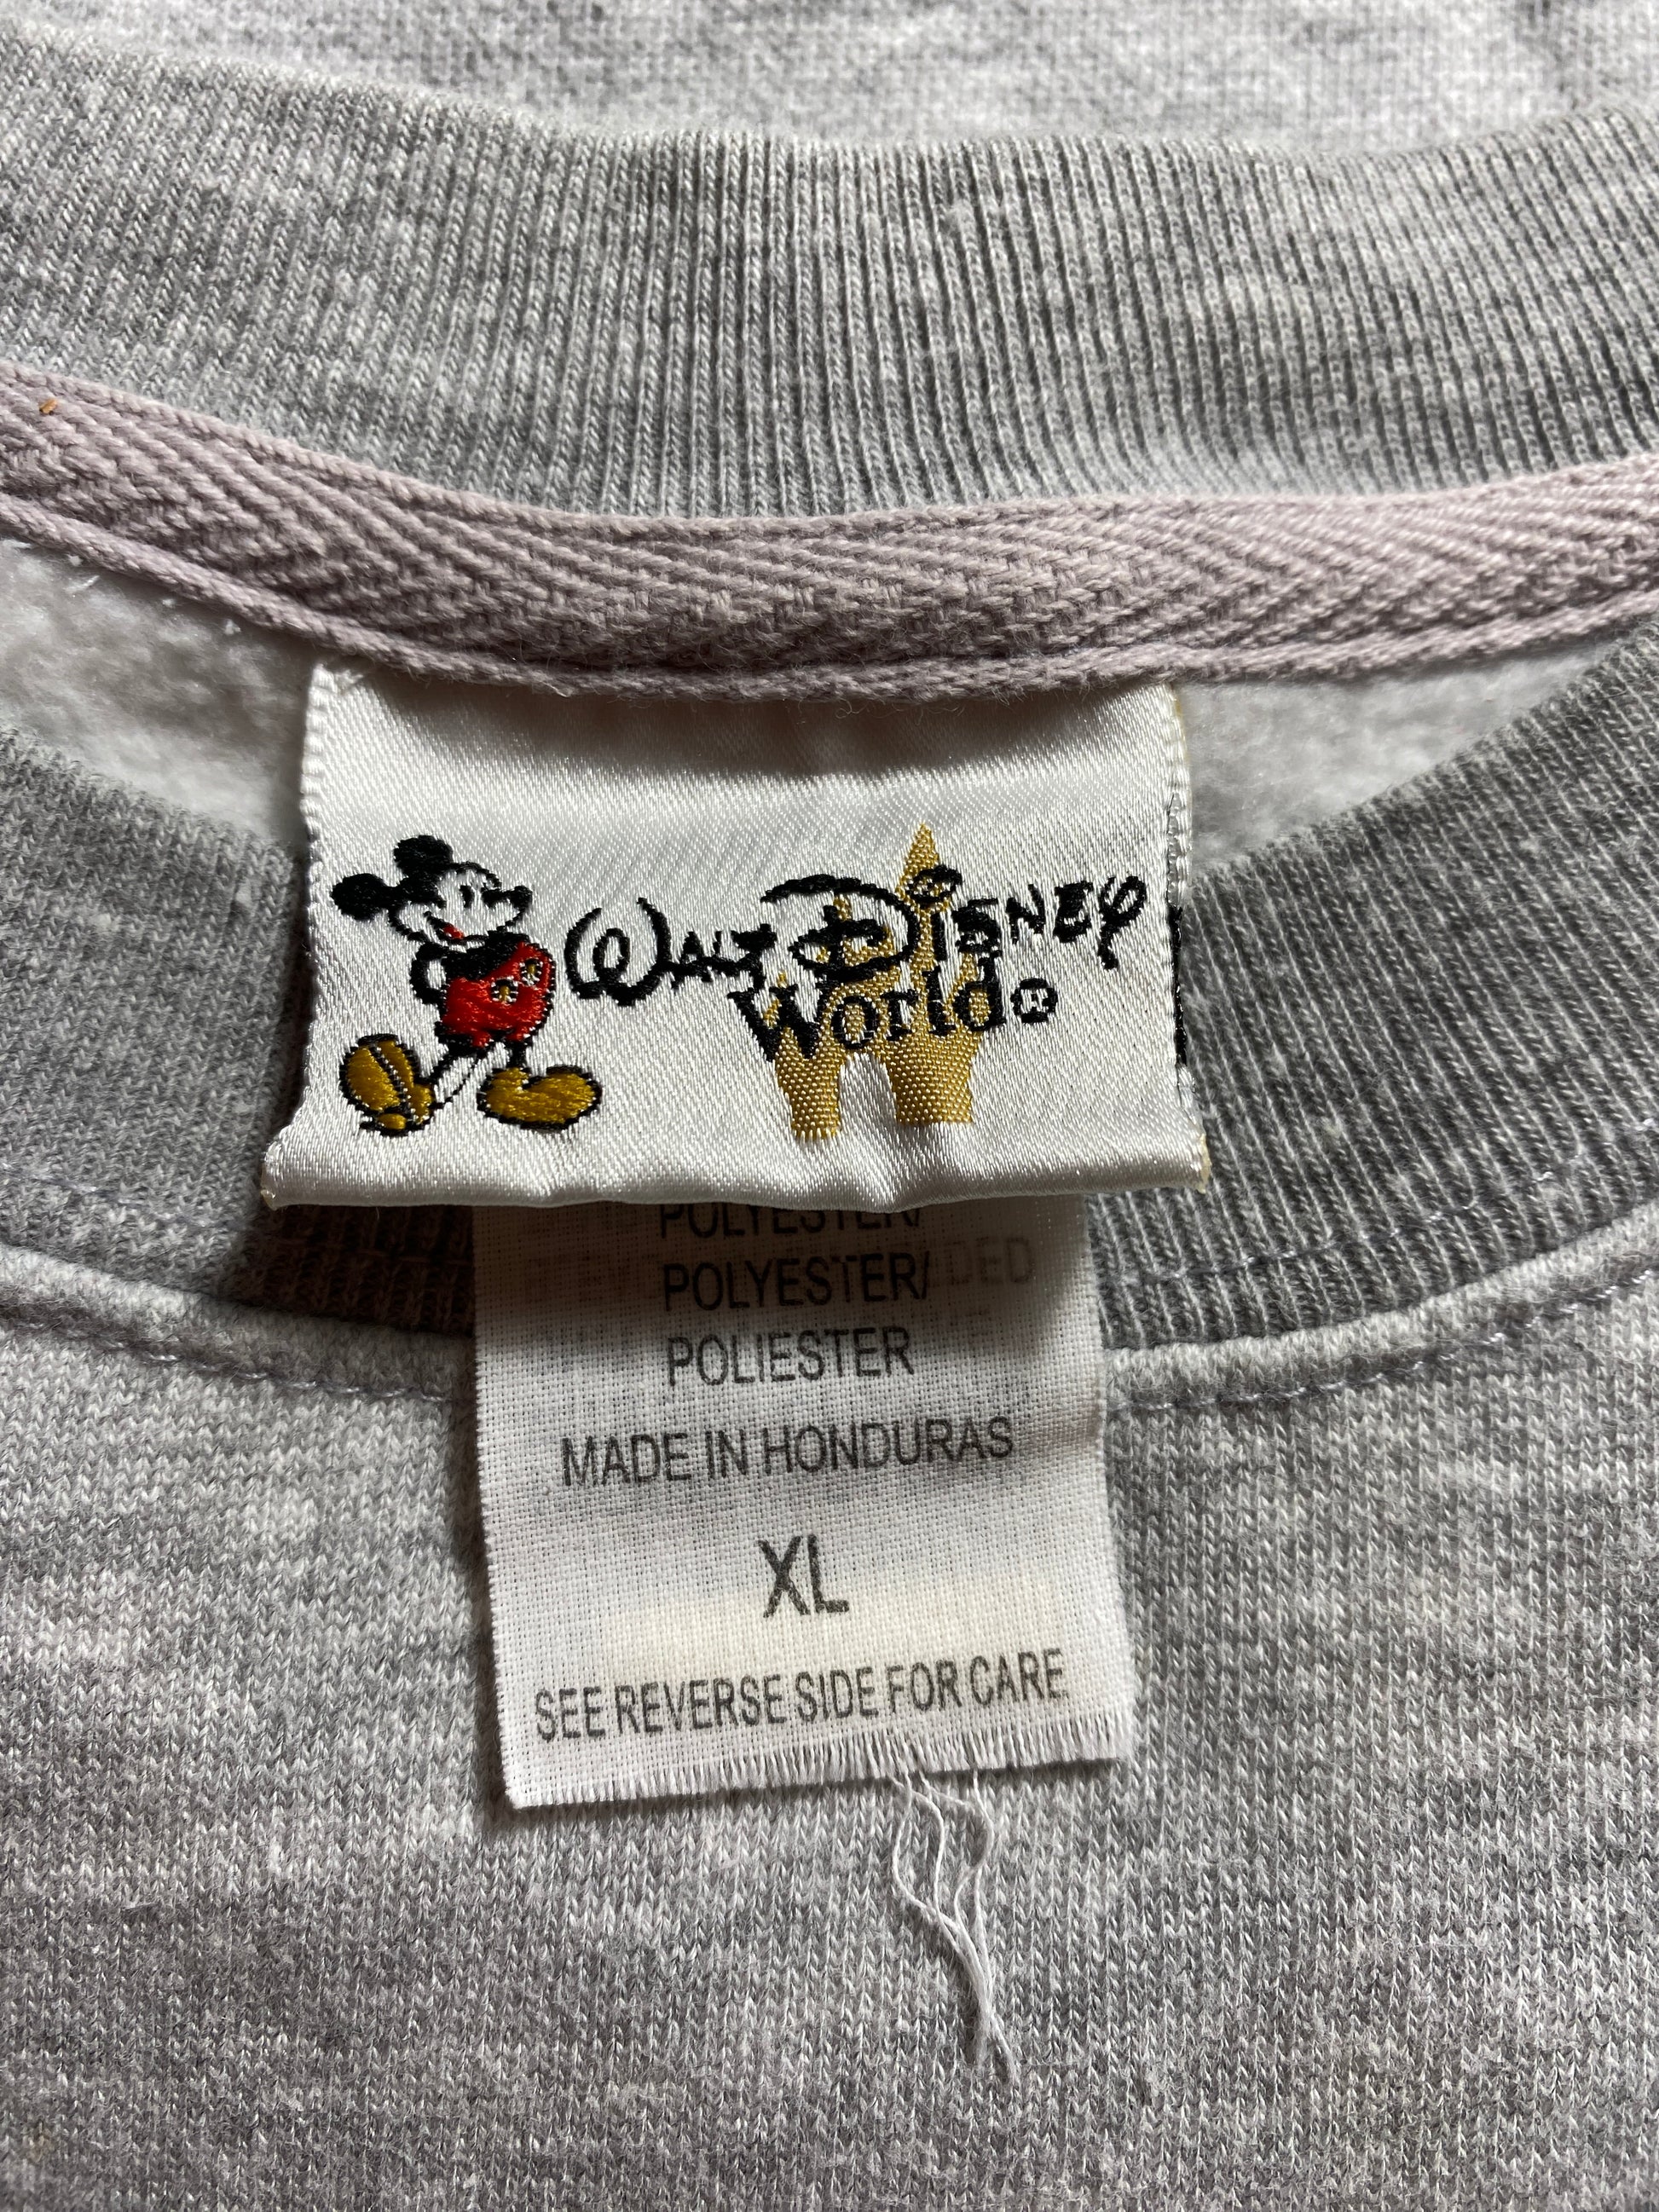 WALT DISNEY
World®
POLYESTER/
POLYESTER/
POLIESTER
MADE IN HONDURAS
XL
SEE REVERSE SIDE FOR CARE